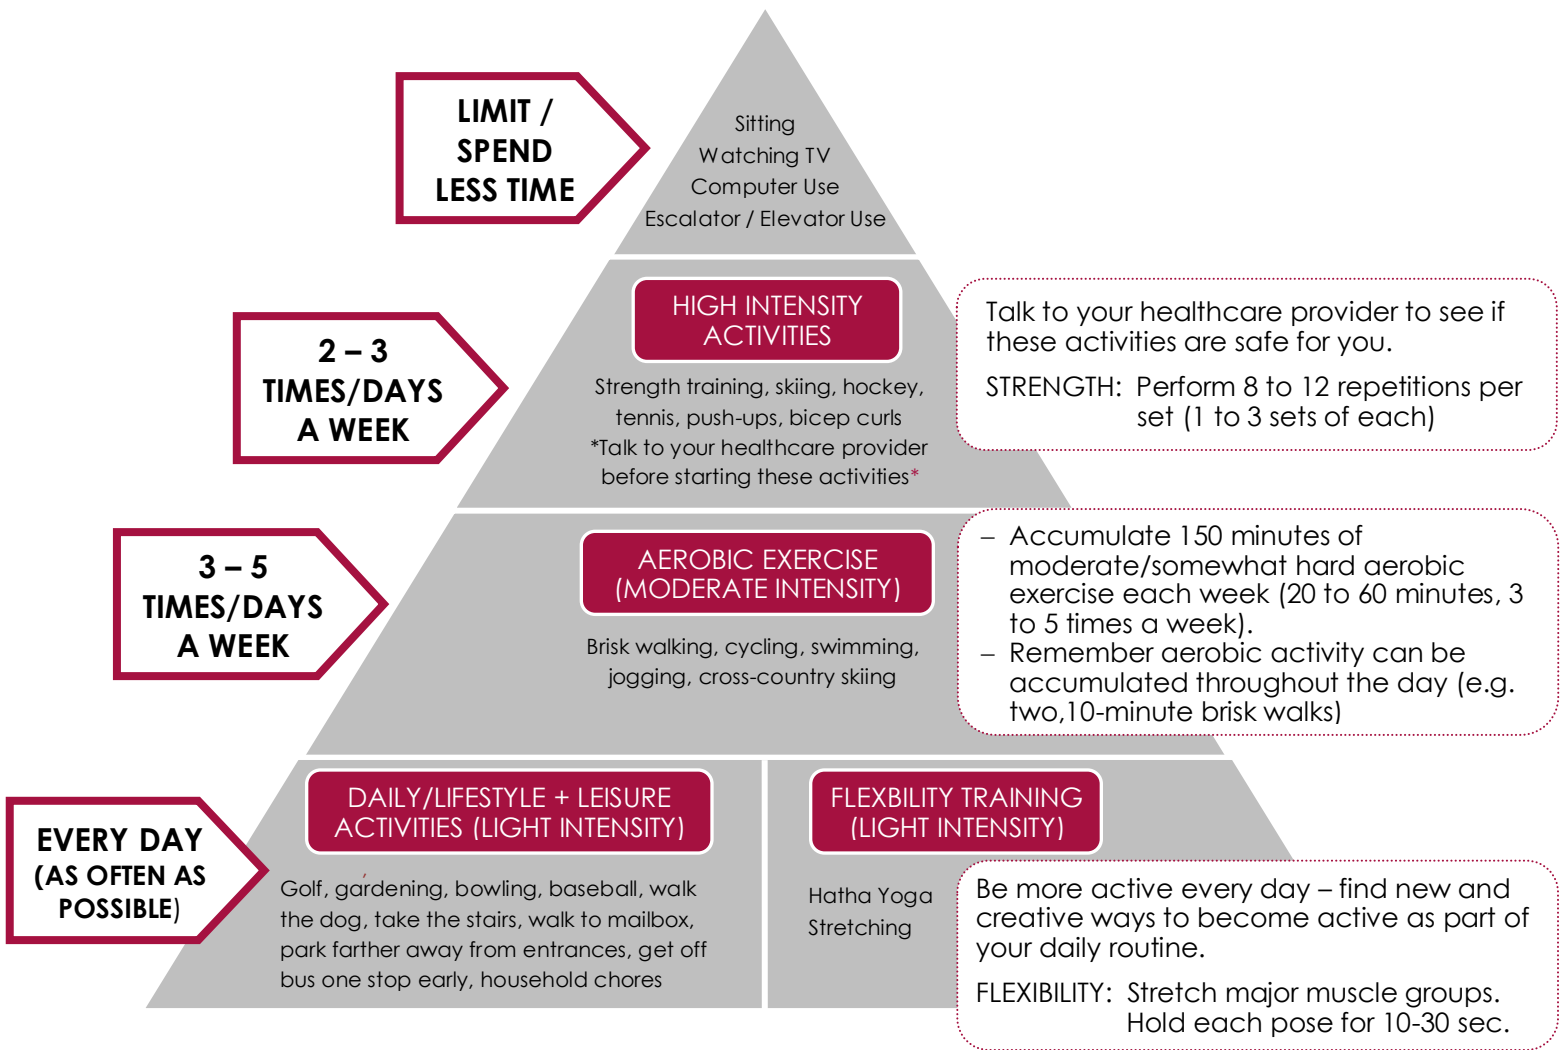 LIMIT /
SPEND
LESS TIME
Sitting
Watching TV
Computer Use
Escalator / Elevator Use
2 – 3
TIMES/DAYS
A WEEK
HIGH INTENSITY
ACTIVITIES
Strength training, skiing, hockey,
tennis, push-ups, bicep curls
*Talk to your healthcare provider
before starting these activities*
Talk to your healthcare provider to see if
these activities are safe for you.
STRENGTH: Perform 8 to 12 repetitions per
set (1 to 3 sets of each)
3 – 5
TIMES/DAYS
A WEEK
AEROBIC EXERCISE
(MODERATE INTENSITY)
Brisk walking, cycling, swimming,
jogging, cross-country skiing
– Accumulate 150 minutes of
moderate/somewhat hard aerobic
exercise each week (20 to 60 minutes, 3
to 5 times a week).
– Remember aerobic activity can be
accumulated throughout the day (e.g.
two,10-minute brisk walks)
EVERY DAY
(AS OFTEN AS
POSSIBLE)
DAILY/LIFESTYLE + LEISURE
ACTIVITIES (LIGHT INTENSITY)
Golf, gardening, bowling, baseball, walk
the dog, take the stairs, walk to mailbox,
park farther away from entrances, get off
bus one stop early, household chores
FLEXBILITY TRAINING
(LIGHT INTENSITY)
Hatha Yoga
Stretching
Be more active every day – find new and
creative ways to become active as part of
your daily routine.
FLEXIBILITY: Stretch major muscle groups.
Hold each pose for 10-30 sec.